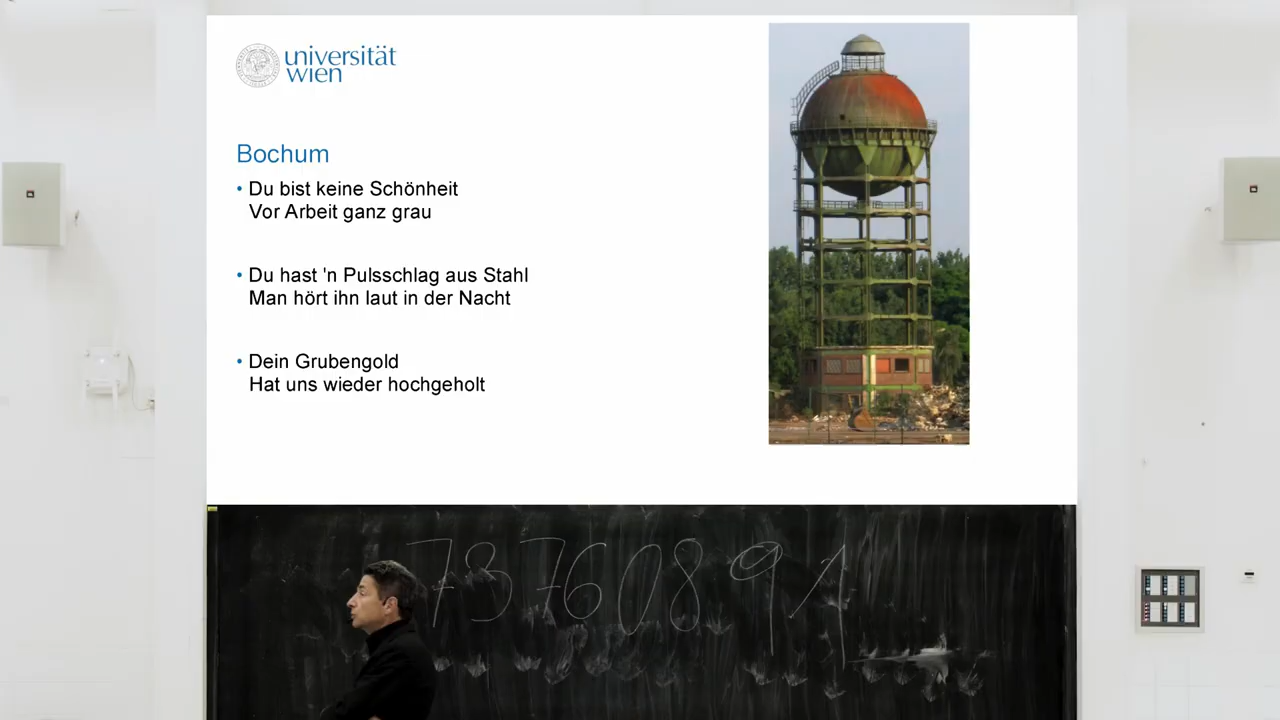 universität
wien
Bochum
• Du bist keine Schönheit
Vor Arbeit ganz grau
• Du hast 'n Pulsschlag aus Stahl
Man hört ihn laut in der Nacht
• Dein Grubengold
Hat uns wieder hochgeholt
73760891